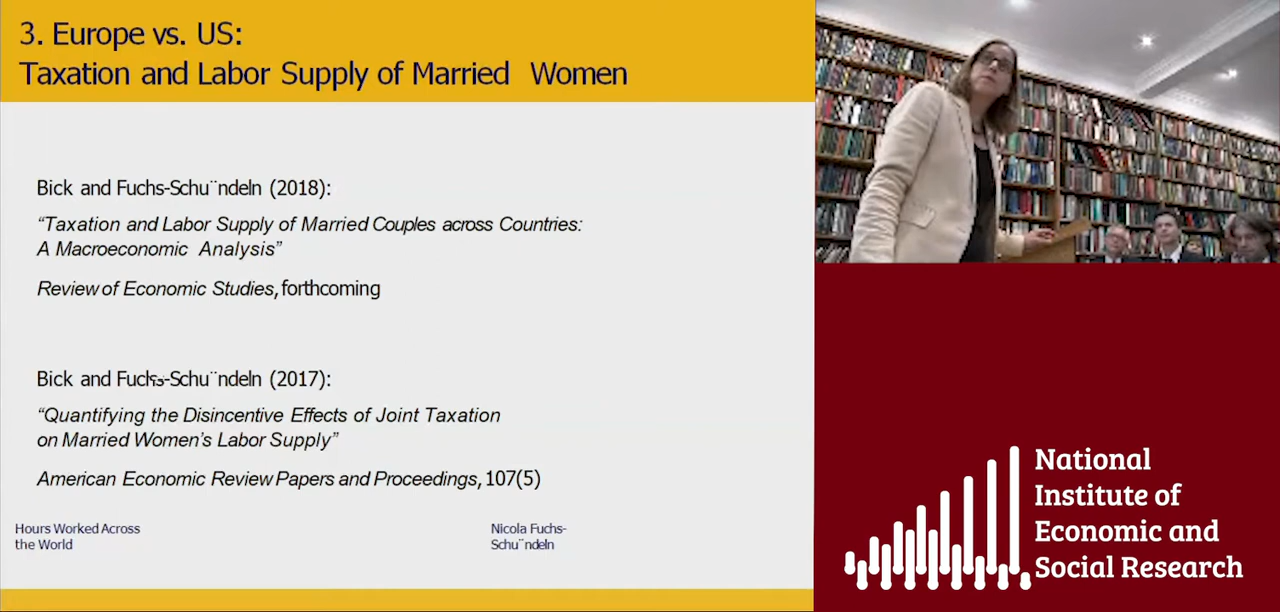 3. Europe vs. US:
Taxation and Labor Supply of Married Women
Bick and Fuchs-Schu¨ndeln (2018):
“Taxation and Labor Supply of Married Couples across Countries:
A Macroeconomic Analysis”
Review of Economic Studies, forthcoming
Bick and Fuchs-Schu¨ndeln (2017):
“Quantifying the Disincentive Effects of Joint Taxation
on Married Women’s Labor Supply”
American Economic Review Papers and Proceedings, 107(5)
Hours Worked Across
the World
Nicola Fuchs-
Schu¨ndeln
National
Institute of
Economic and
Social Research